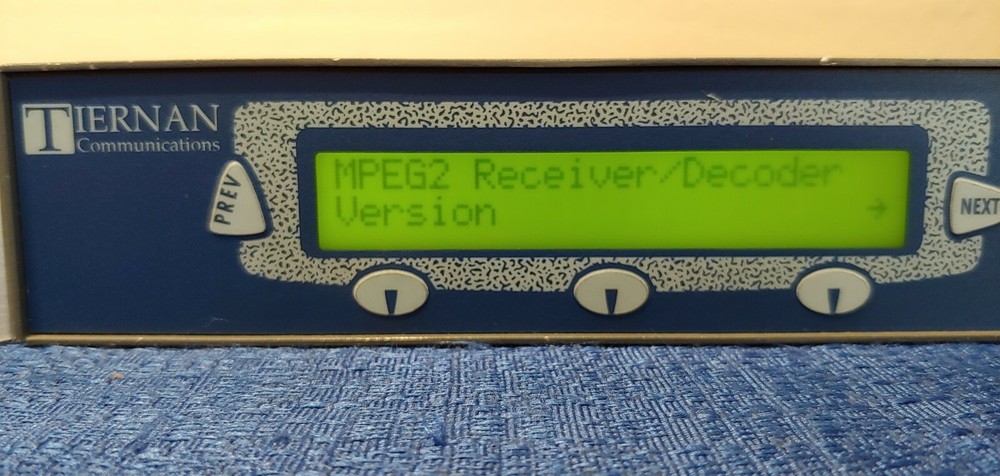 TIERNAN
Communications
PREV
MPEG2 Receiver/Decoder
Version →
NEXT